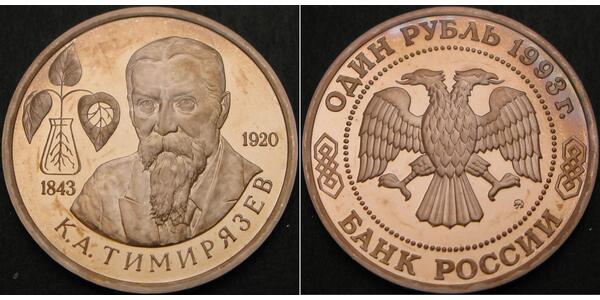 1843
1920
К.А.ТИМИРЯЗЕВ
ОДИН РУБЛЬ 1993 г.
БАНК РОССИИ